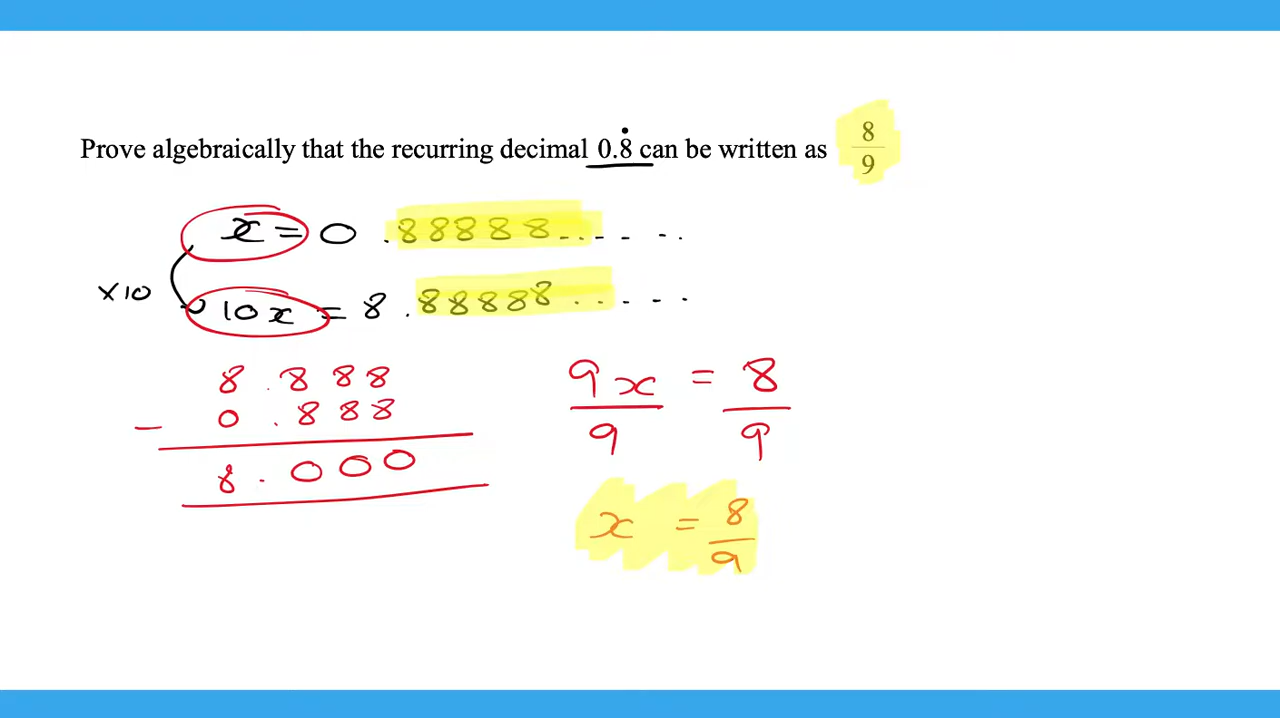 Prove algebraically that the recurring decimal 0.8̇ can be written as 8/9
x = 0.88888......
×10
10x = 8.88888......
8.888
- 0.888
8.000
9x/9 = 8/9
x = 8/9